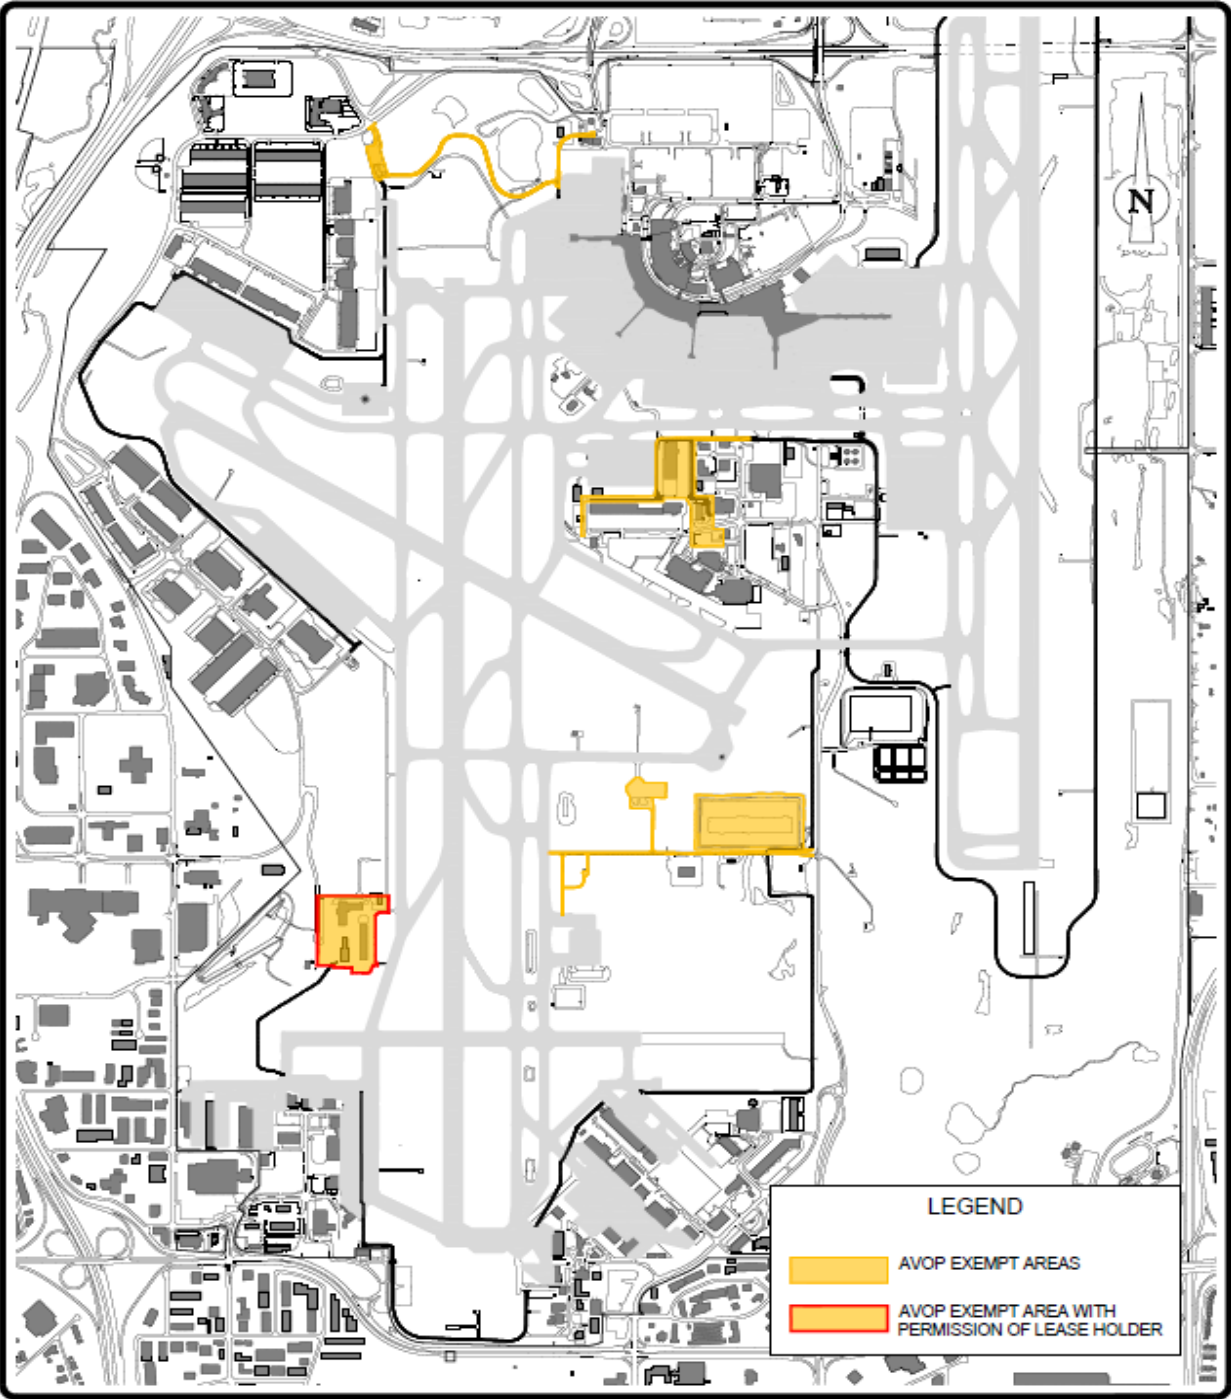 N
LEGEND
AVOP EXEMPT AREAS
AVOP EXEMPT AREA WITH
PERMISSION OF LEASE HOLDER